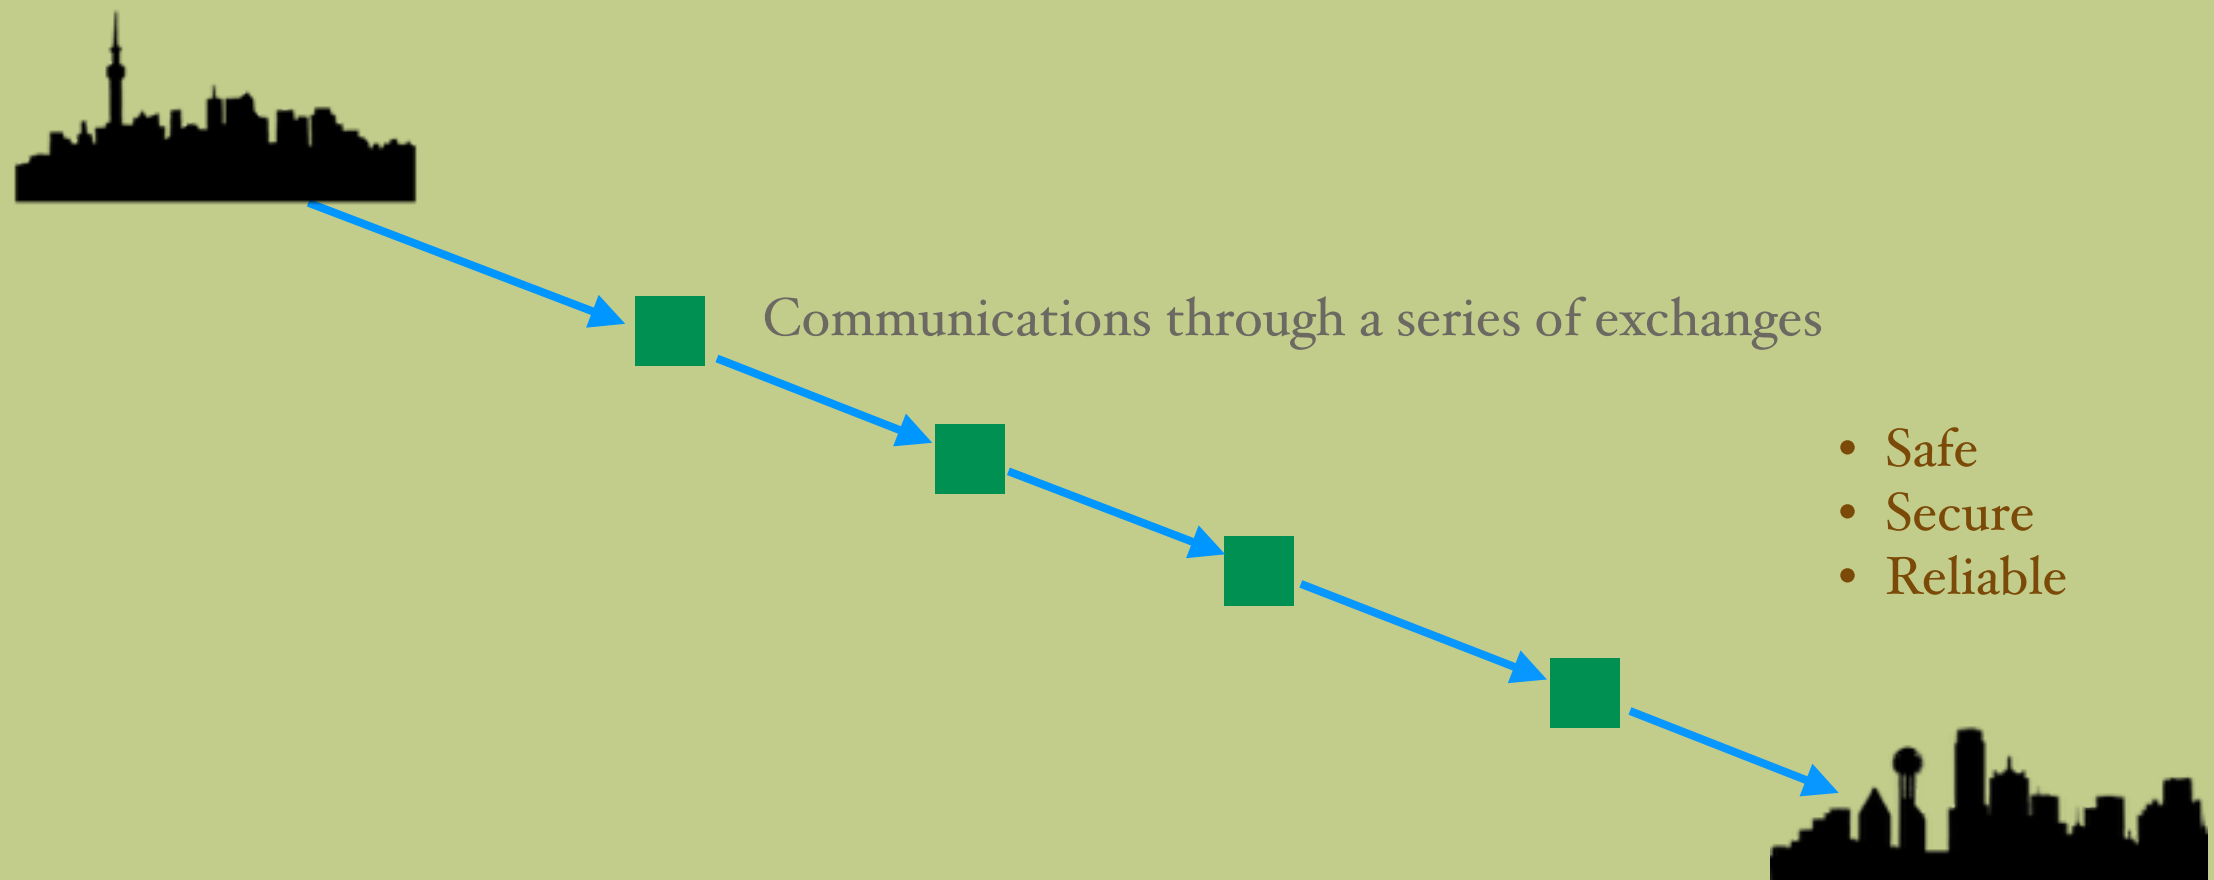 Communications through a series of exchanges
• Safe
• Secure
• Reliable